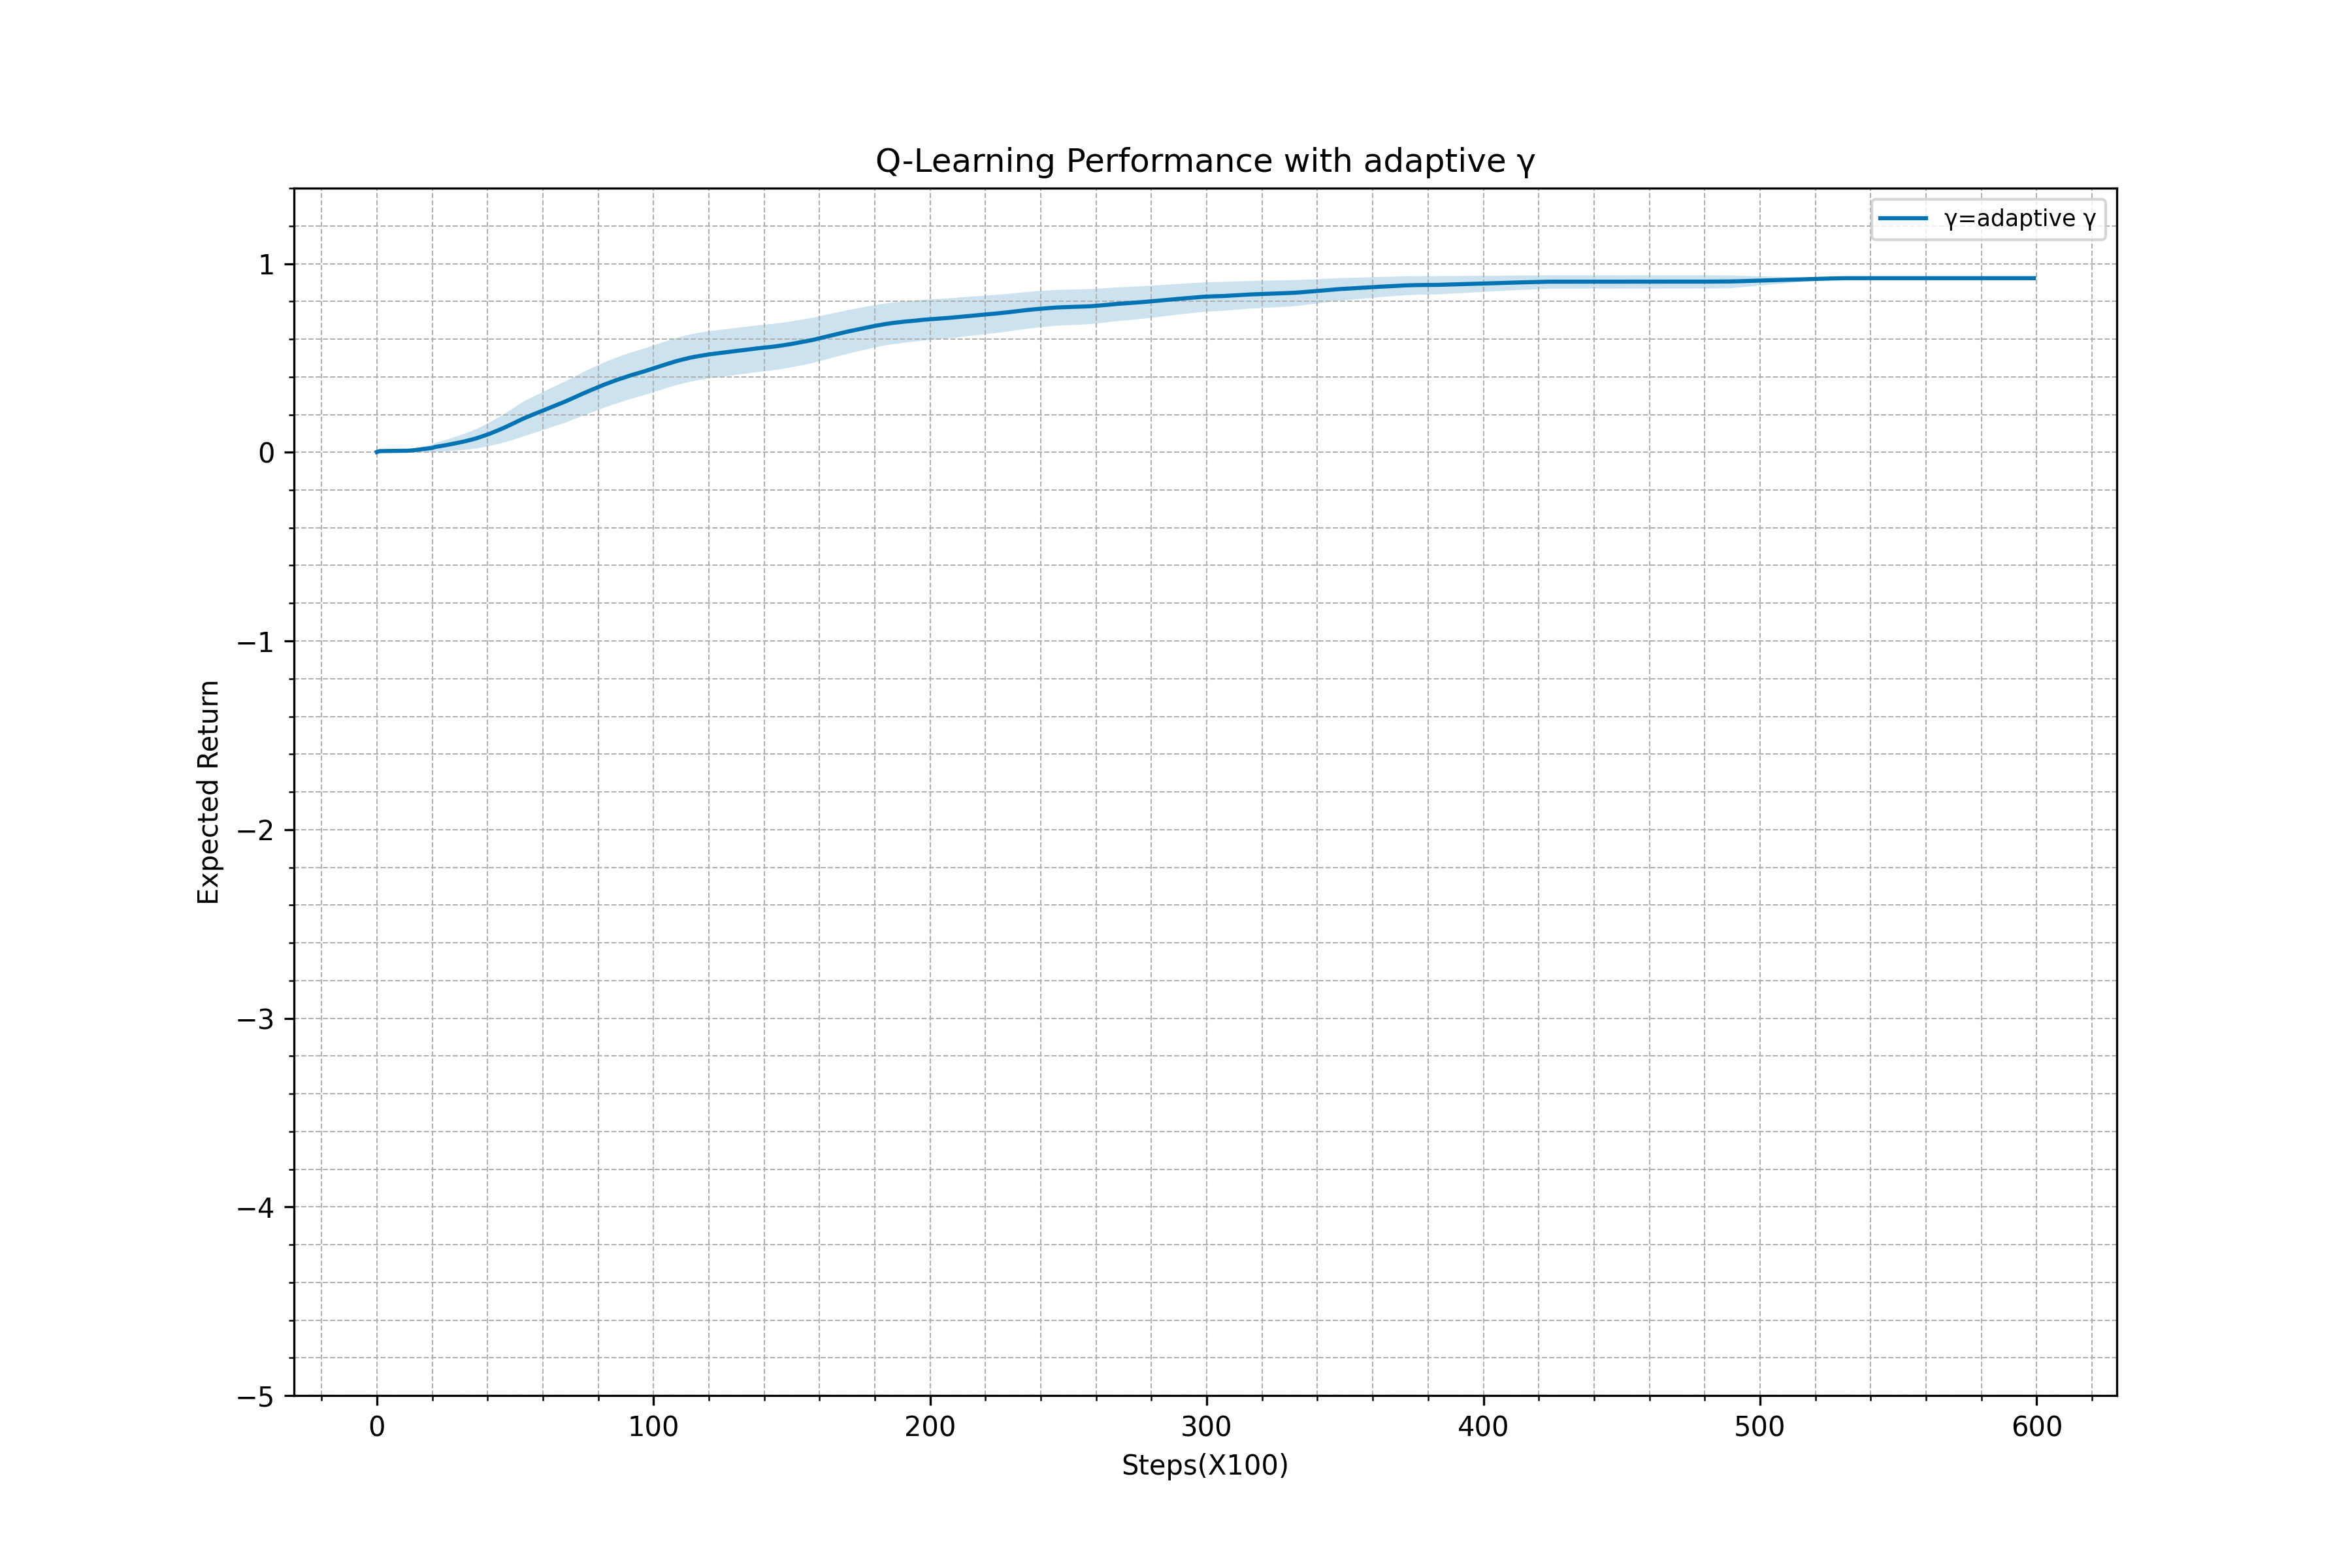 Q-Learning Performance with adaptive γ
γ=adaptive γ
1
0
−1
−2
−3
−4
−5
Expected Return
0 100 200 300 400 500 600
Steps(X100)